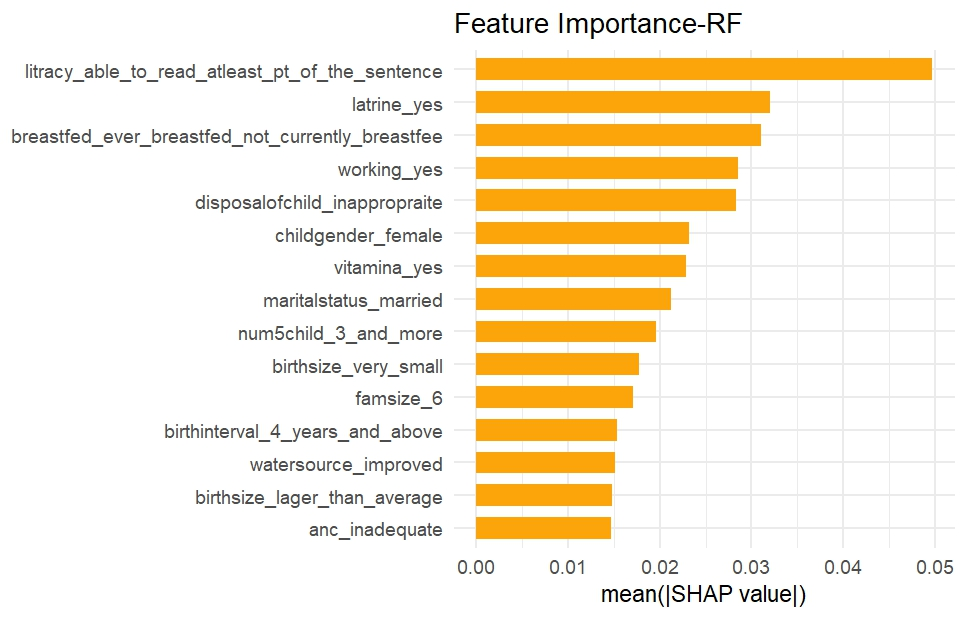 Feature Importance-RF
litracy_able_to_read_atleast_pt_of_the_sentence
latrine_yes
breastfed_ever_breastfed_not_currently_breastfee
working_yes
disposalofchild_inappropraite
childgender_female
vitamina_yes
maritalstatus_married
num5child_3_and_more
birthsize_very_small
famsize_6
birthinterval_4_years_and_above
watersource_improved
birthsize_lager_than_average
anc_inadequate
0.00 0.01 0.02 0.03 0.04 0.05
mean(|SHAP value|)